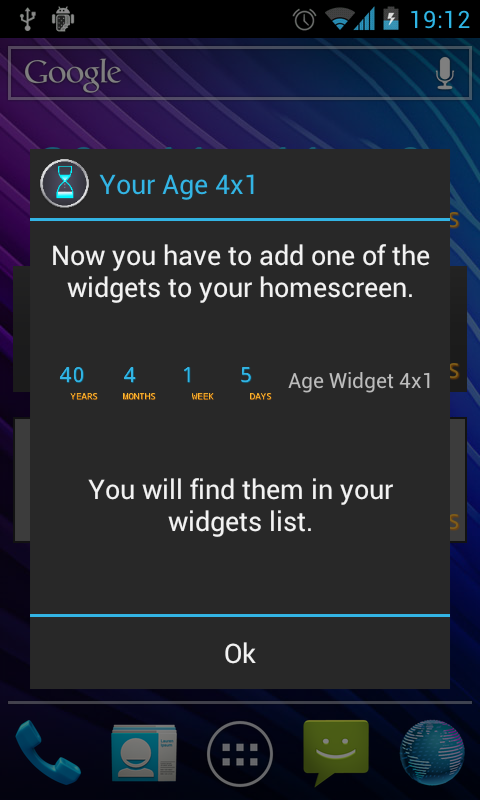 19:12
Google
Your Age 4x1
Now you have to add one of the
widgets to your homescreen.
40 4 1 5
YEARS MONTHS WEEK DAYS
Age Widget 4x1
You will find them in your
widgets list.
Ok